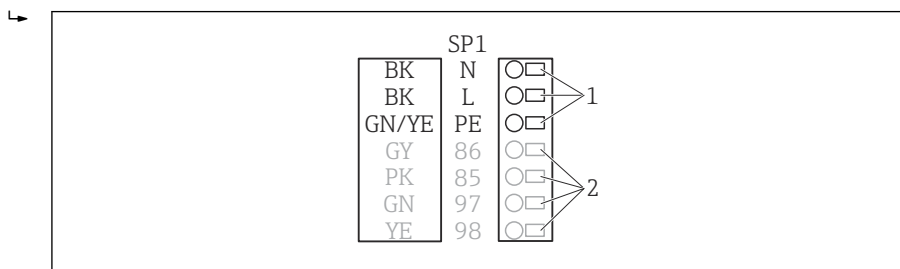 SP1
BK N
BK L 1
GN/YE PE
GY 86
PK 85 2
GN 97
YE 98